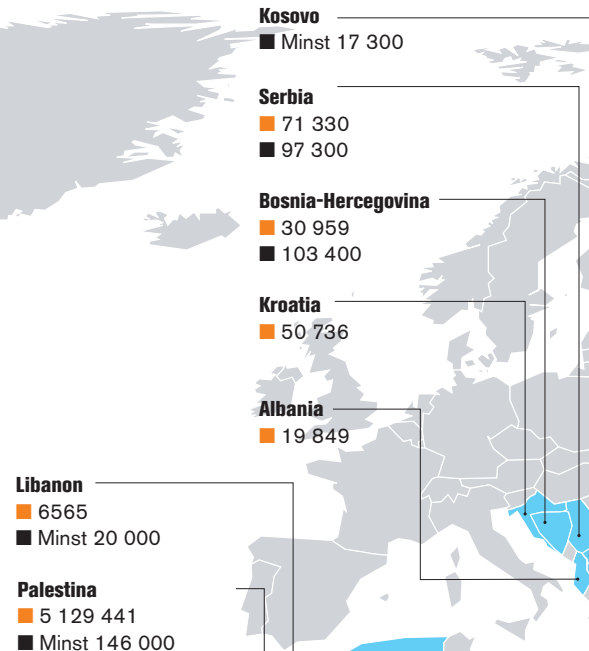 Kosovo
Minst 17 300
Serbia
71 330
97 300
Bosnia-Hercegovina
30 959
103 400
Kroatia
50 736
Albania
19 849
Libanon
6565
Minst 20 000
Palestina
5 129 441
Minst 146 000